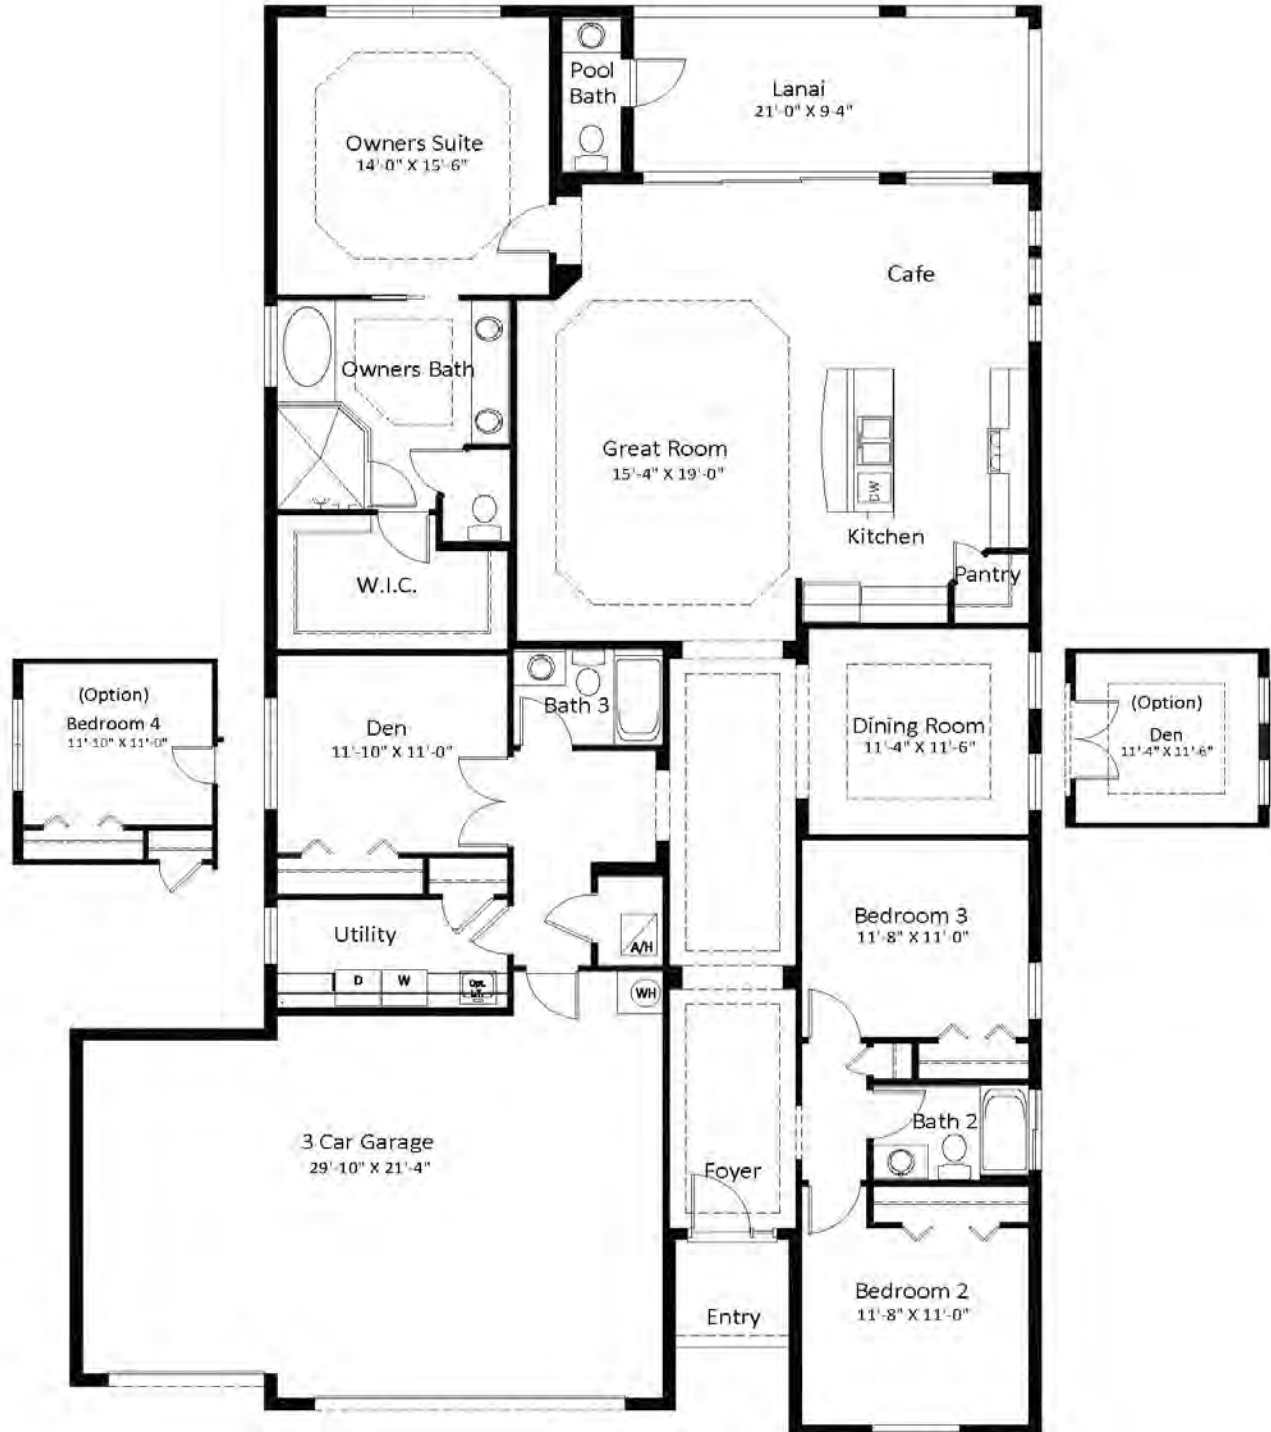 Pool
Bath
Lanai
21'-0" X 9'-4"
Owners Suite
14'-0" X 15'-6"
Cafe
Owners Bath
Great Room
15'-4" X 19'-0"
DW
Kitchen
Pantry
W.I.C.
(Option)
Bedroom 4
11'-10" X 11'-0"
Den
11'-10" X 11'-0"
Bath 3
Dining Room
11'-4" X 11'-6"
(Option)
Den
11'-4" X 11'-6"
Utility
D
W
Opt.
L.T.
A/H
WH
Bedroom 3
11'-8" X 11'-0"
Bath 2
3 Car Garage
29'-10" X 21'-4"
Foyer
Entry
Bedroom 2
11'-8" X 11'-0"